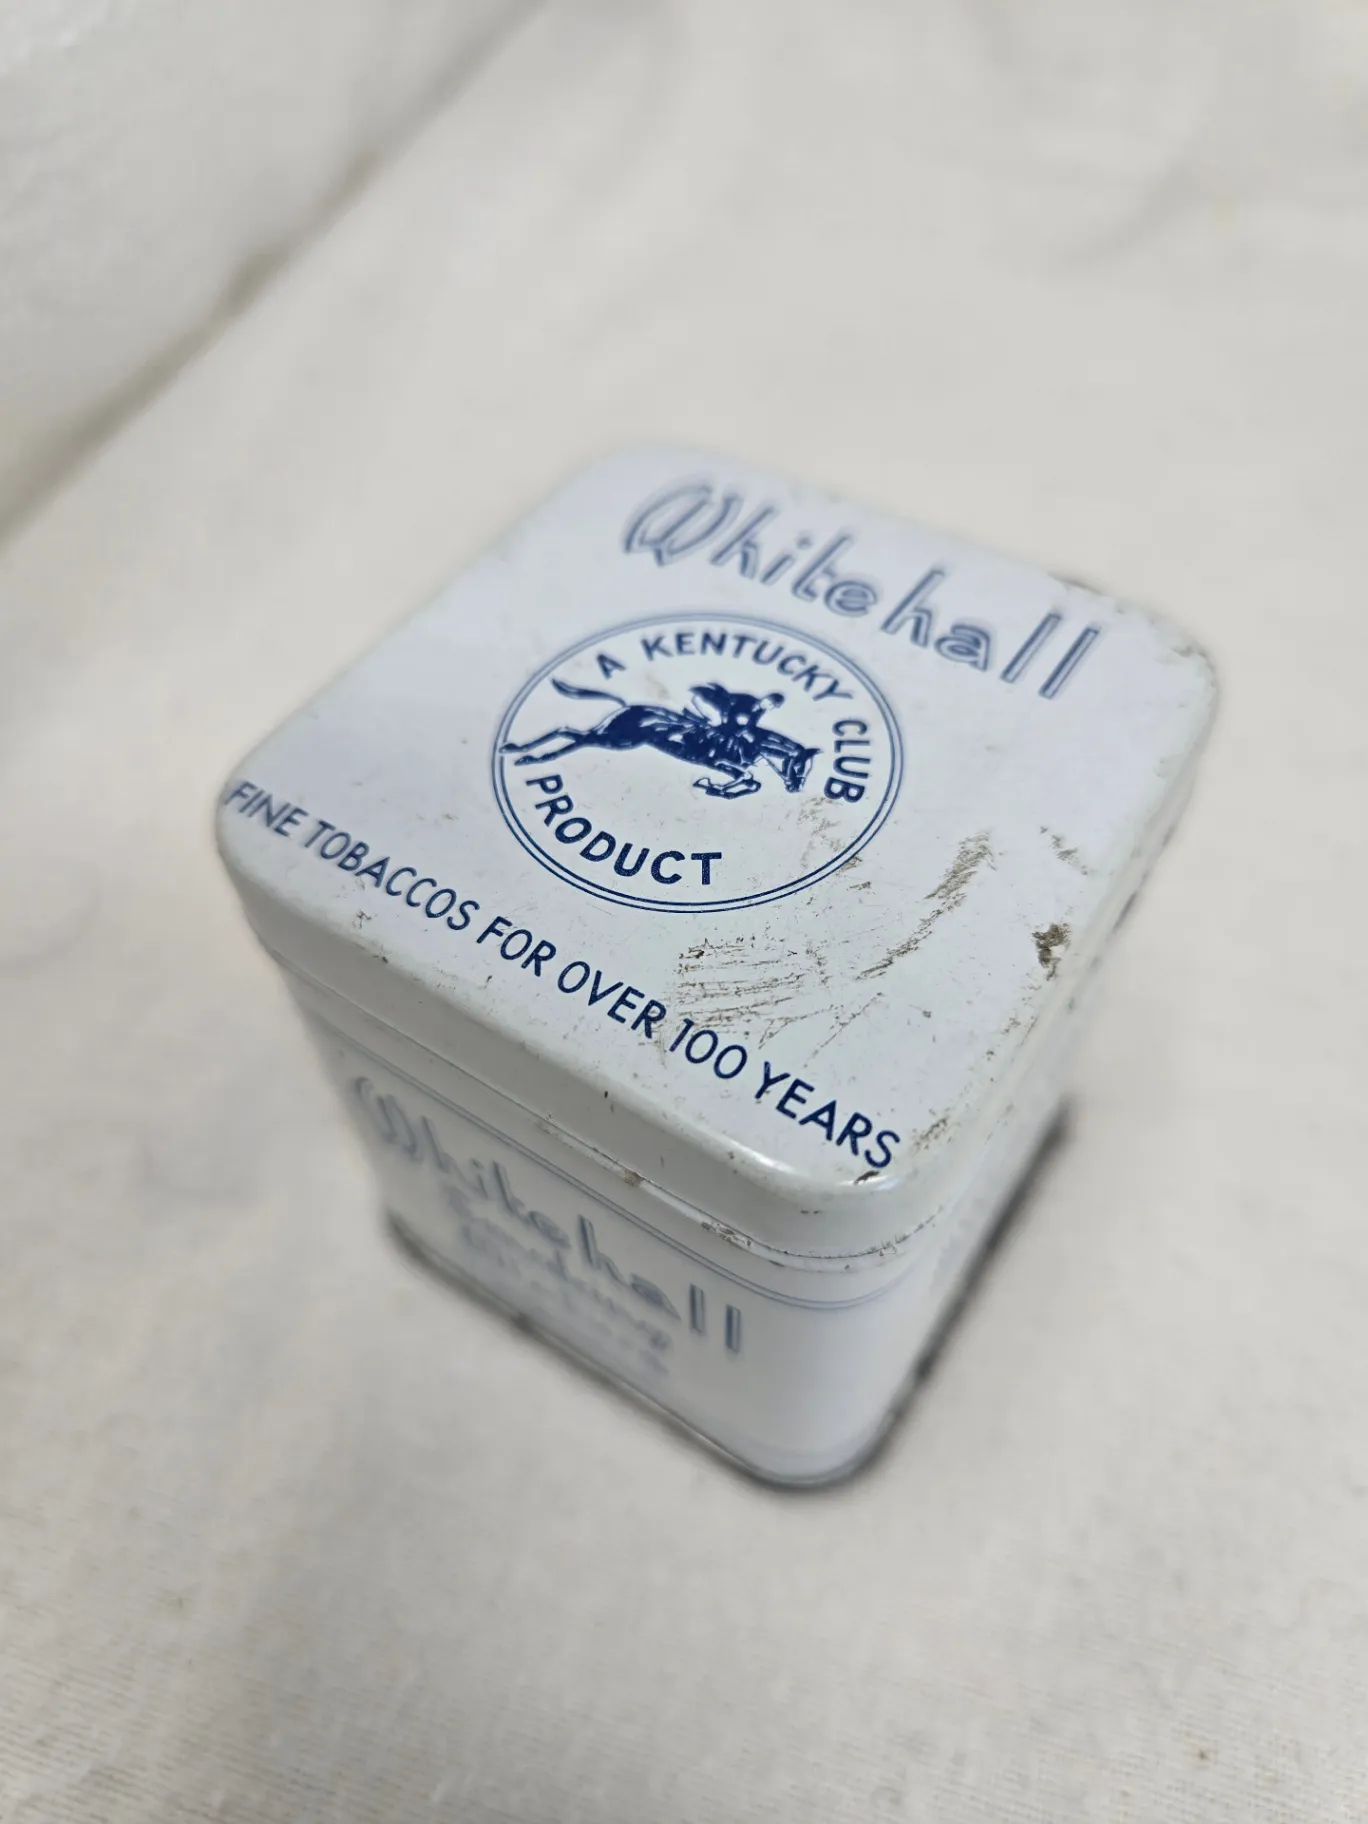 Whitehall
A KENTUCKY CLUB
PRODUCT
FINE TOBACCOS FOR OVER 100 YEARS
Whitehall